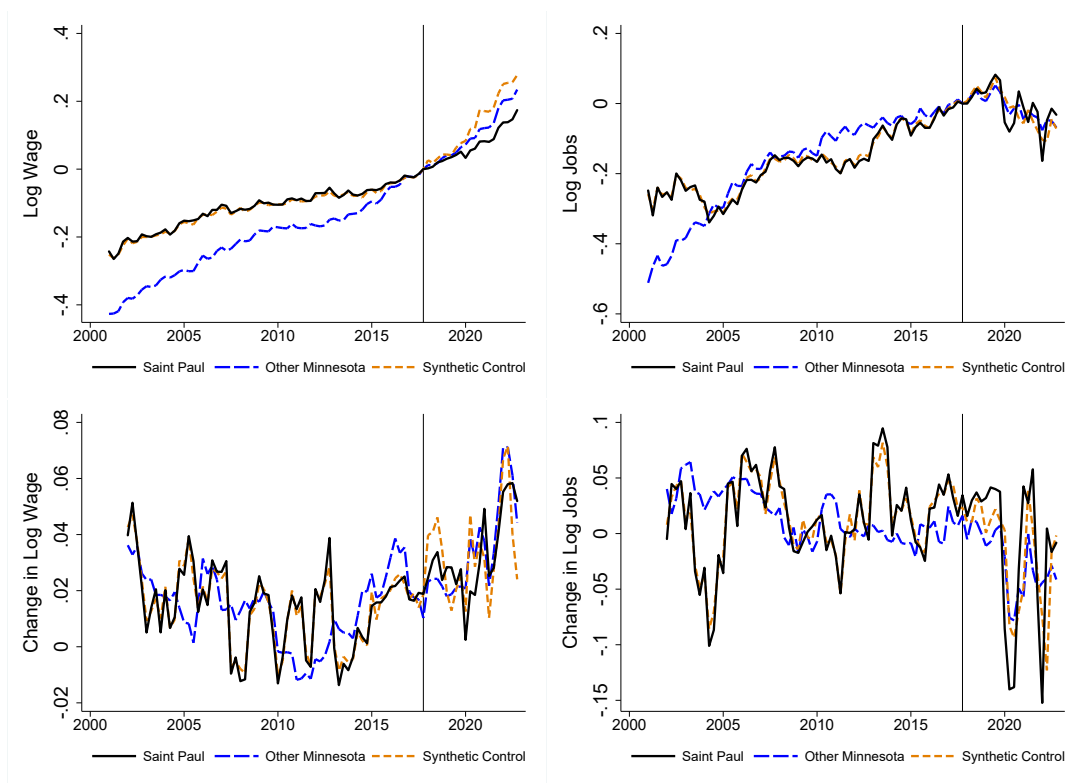 Log Wage
.4
.2
0
-.2
-.4
2000 2005 2010 2015 2020
Saint Paul Other Minnesota Synthetic Control
Log Jobs
.2
0
-.2
-.4
-.6
2000 2005 2010 2015 2020
Saint Paul Other Minnesota Synthetic Control
Change in Log Wage
.08
.06
.04
.02
0
-.02
2000 2005 2010 2015 2020
Saint Paul Other Minnesota Synthetic Control
Change in Log Jobs
.1
.05
0
-.05
-.1
-.15
2000 2005 2010 2015 2020
Saint Paul Other Minnesota Synthetic Control